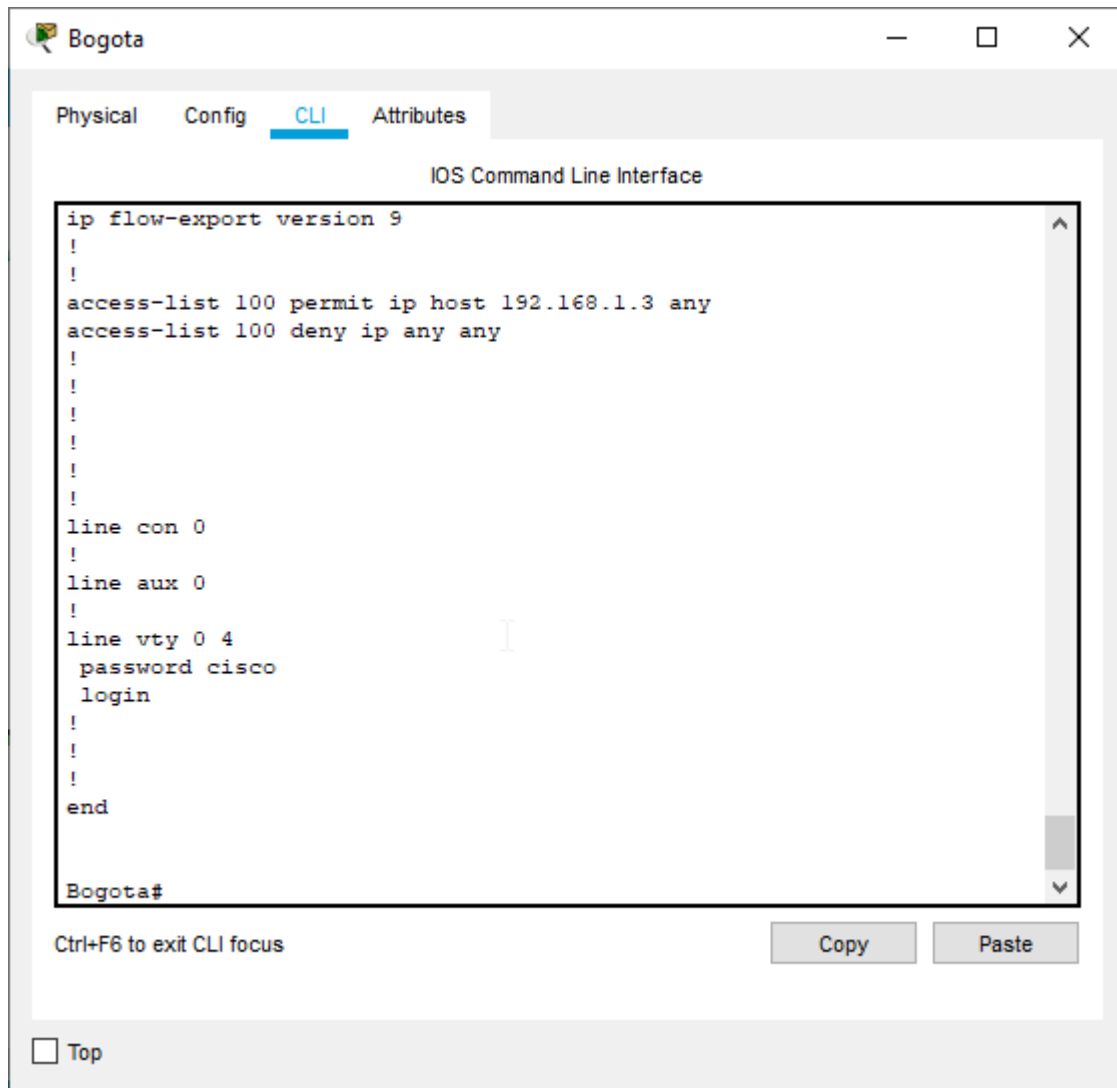 Bogota
Physical Config CLI Attributes
IOS Command Line Interface
ip flow-export version 9
!
!
access-list 100 permit ip host 192.168.1.3 any
access-list 100 deny ip any any
!
!
!
!
!
!
line con 0
!
line aux 0
!
line vty 0 4
 password cisco
 login
!
!
!
end
Bogota#
Ctrl+F6 to exit CLI focus Copy Paste
Top